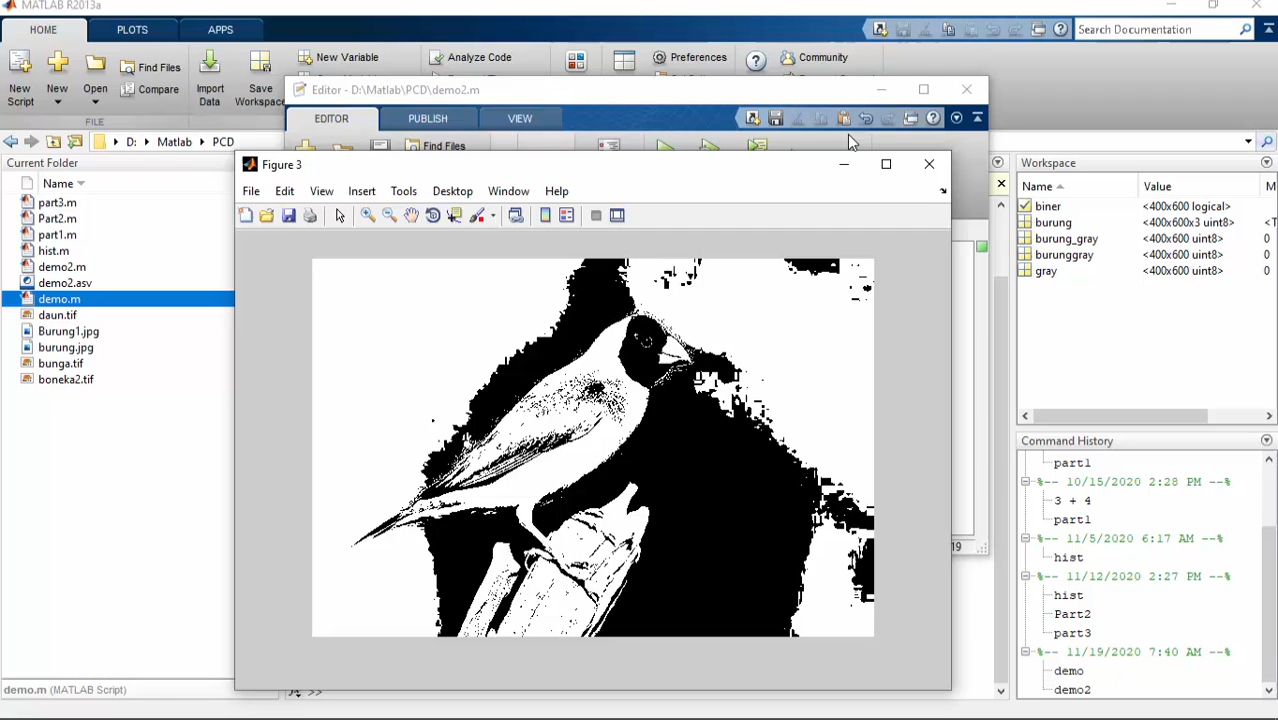 MATLAB R2013a
HOME PLOTS APPS
Search Documentation
New Script
New
Open
Find Files
Compare
Import Data
Save Workspace
New Variable
Analyze Code
Preferences
Community
FILE
Editor - D:\Matlab\PCD\demo2.m
EDITOR PUBLISH VIEW
Find Files
D: Matlab PCD
Current Folder
Name
part3.m
Part2.m
part1.m
hist.m
demo2.m
demo2.asv
demo.m
daun.tif
Burung1.jpg
burung.jpg
bunga.tif
boneka2.tif
demo.m (MATLAB Script)
Figure 3
File Edit View Insert Tools Desktop Window Help
19
>>
Workspace
Name Value M
biner <400x600 logical>
burung <400x600x3 uint8> <T
burung_gray <400x600 uint8> 0
burunggray <400x600 uint8> 0
gray <400x600 uint8> 0
Command History
part1
%-- 10/15/2020 2:28 PM --%
3 + 4
part1
%-- 11/5/2020 6:17 AM --%
hist
%-- 11/12/2020 2:27 PM --%
hist
Part2
part3
%-- 11/19/2020 7:40 AM --%
demo
demo2